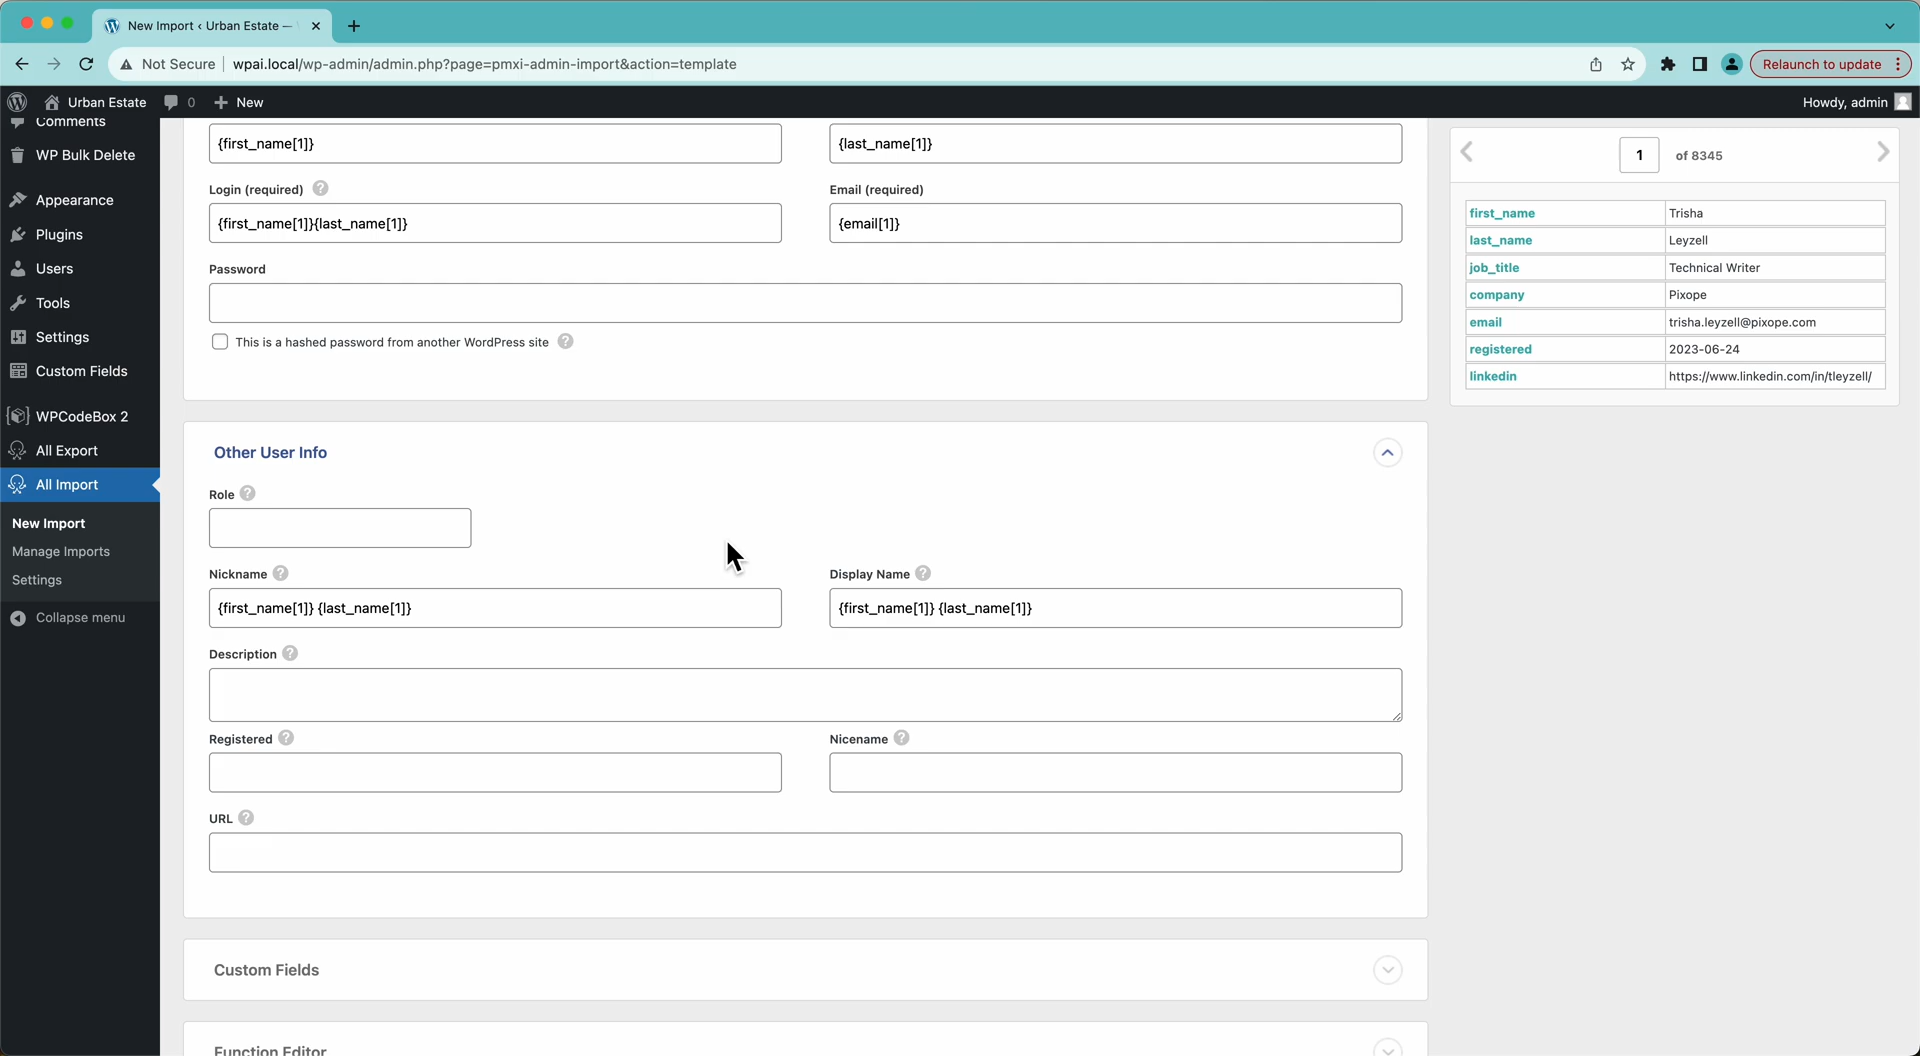 New Import ‹ Urban Estate —
Not Secure
wpai.local/wp-admin/admin.php?page=pmxi-admin-import&action=template
Relaunch to update
Urban Estate
0
New
Howdy, admin
Comments
WP Bulk Delete
Appearance
Plugins
Users
Tools
Settings
Custom Fields
WPCodeBox 2
All Export
All Import
New Import
Manage Imports
Settings
Collapse menu
{first_name[1]}
{last_name[1]}
Login (required)
Email (required)
{first_name[1]}{last_name[1]}
{email[1]}
Password
This is a hashed password from another WordPress site
Other User Info
Role
Nickname
Display Name
{first_name[1]} {last_name[1]}
{first_name[1]} {last_name[1]}
Description
Registered
Nicename
URL
Custom Fields
Function Editor
1 of 8345
first_name Trisha
last_name Leyzell
job_title Technical Writer
company Pixope
email trisha.leyzell@pixope.com
registered 2023-06-24
linkedin https://www.linkedin.com/in/tleyzell/